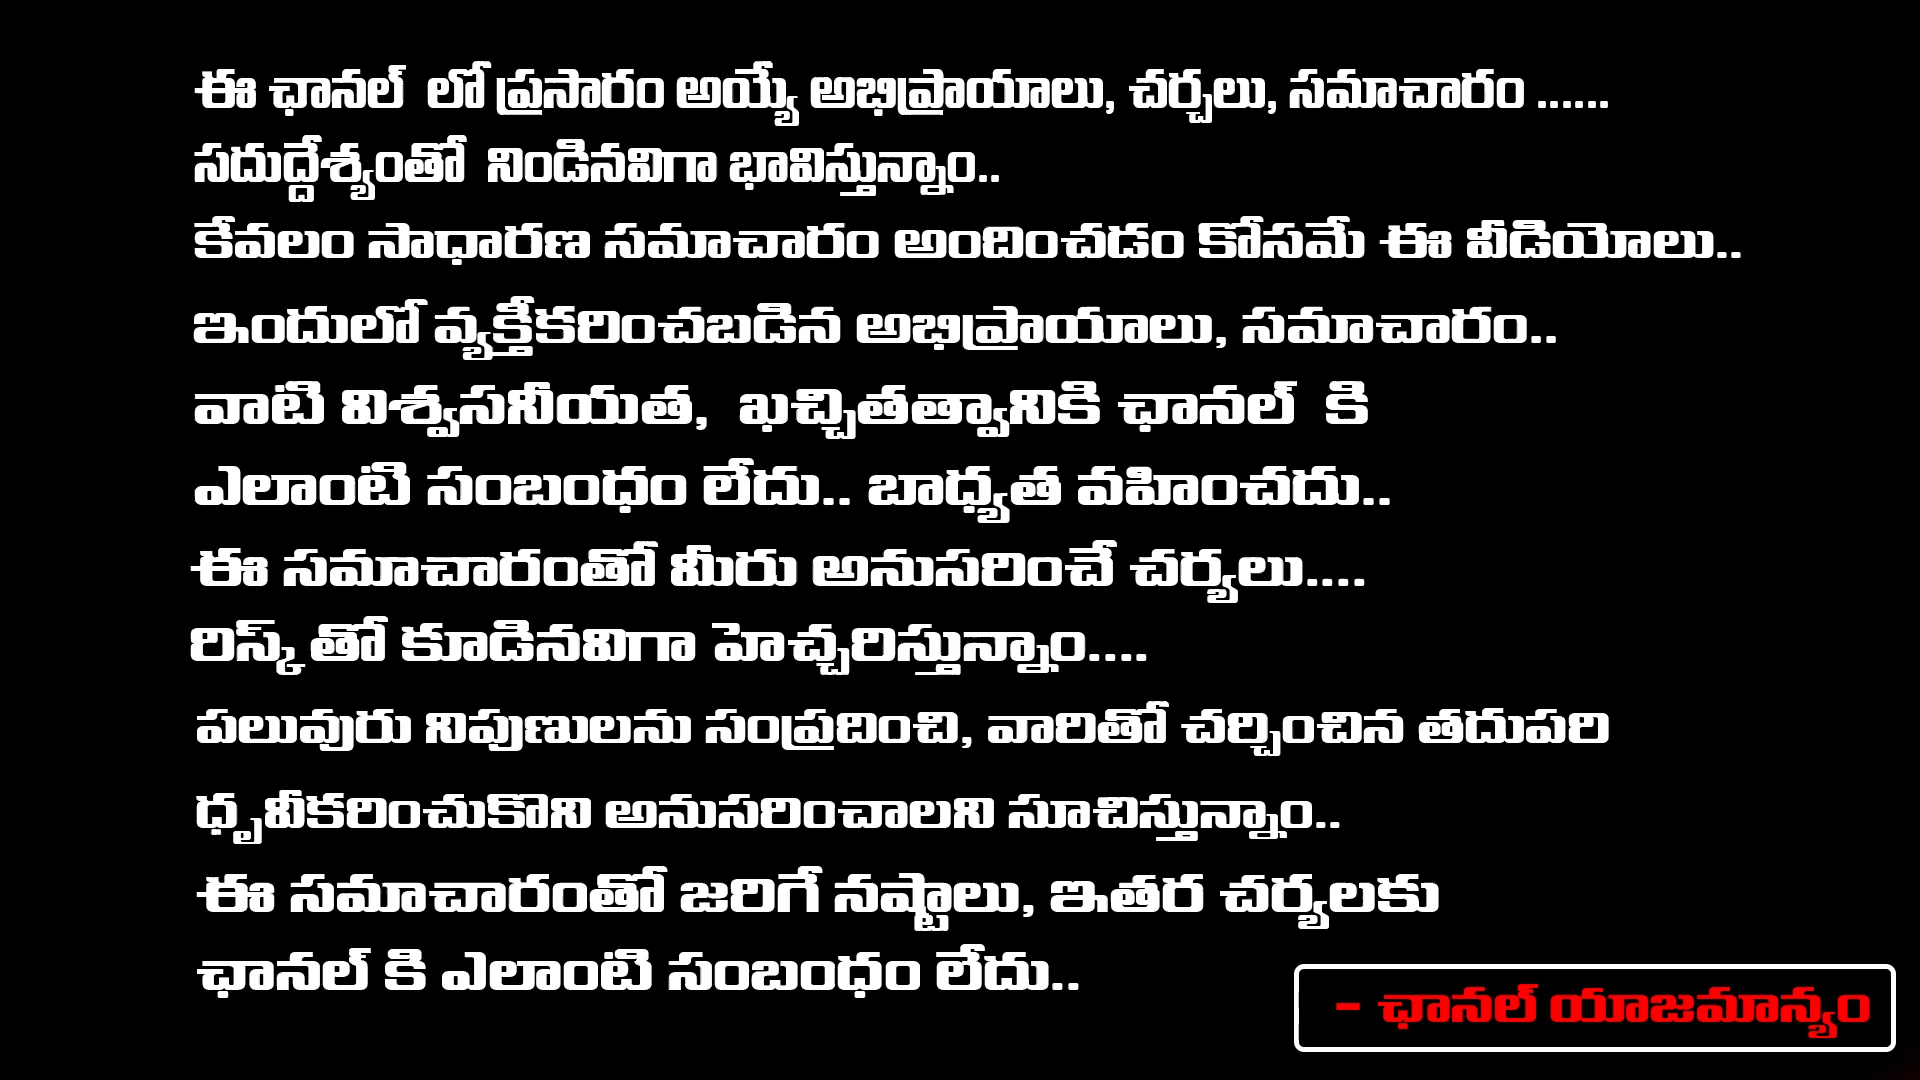 ఈ ఛానల్ లో ప్రసారం అయ్యే అభిప్రాయాలు, చర్చలు, సమాచారం ......
సదుద్దేశ్యంతో నిండినవిగా భావిస్తున్నాం..
కేవలం సాధారణ సమాచారం అందించడం కోసమే ఈ వీడియోలు..
ఇందులో వ్యక్తీకరించబడిన అభిప్రాయాలు, సమాచారం..
వాటి విశ్వసనీయత, ఖచ్చితత్వానికి ఛానల్ కి
ఎలాంటి సంబంధం లేదు.. బాధ్యత వహించదు..
ఈ సమాచారంతో మీరు అనుసరించే చర్యలు....
రిస్క్ తో కూడినవిగా హెచ్చరిస్తున్నాం....
పలువురు నిపుణులను సంప్రదించి, వారితో చర్చించిన తదుపరి
ధృవీకరించుకొని అనుసరించాలని సూచిస్తున్నాం..
ఈ సమాచారంతో జరిగే నష్టాలు, ఇతర చర్యలకు
ఛానల్ కి ఎలాంటి సంబంధం లేదు..
- ఛానల్ యాజమాన్యం